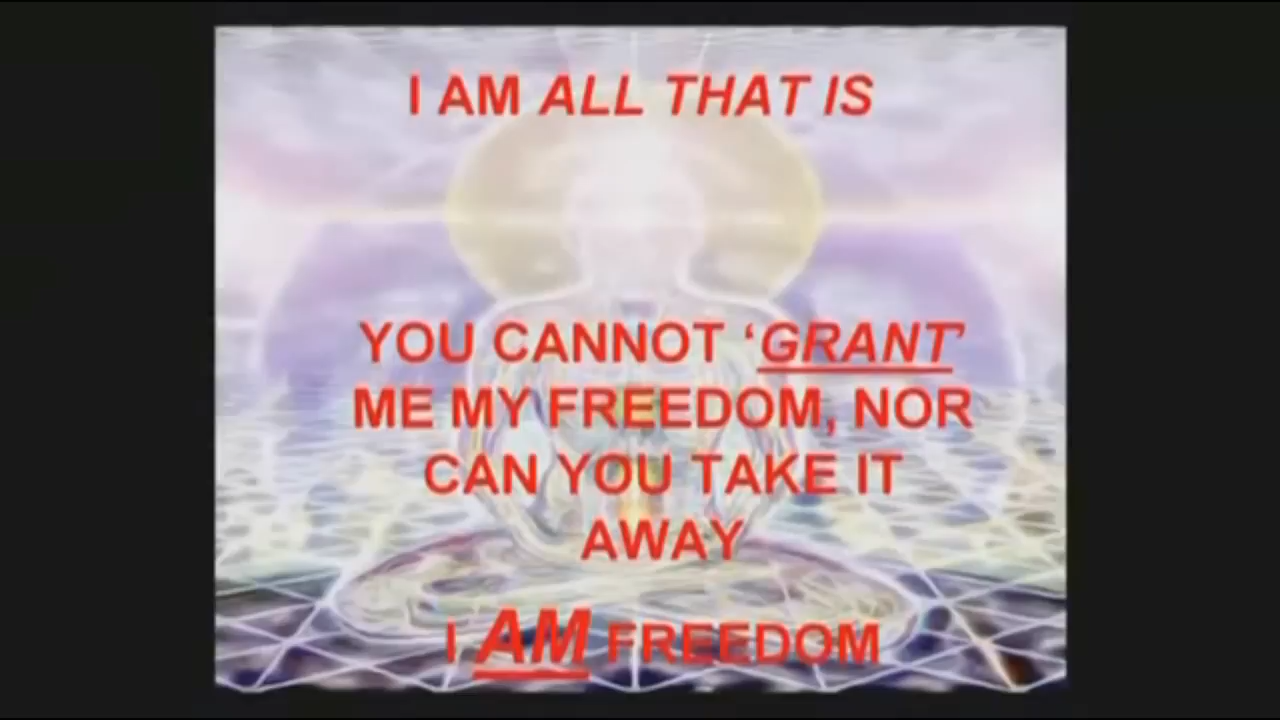 I AM ALL THAT IS
YOU CANNOT ‘GRANT’
ME MY FREEDOM, NOR
CAN YOU TAKE IT
AWAY
I AM FREEDOM